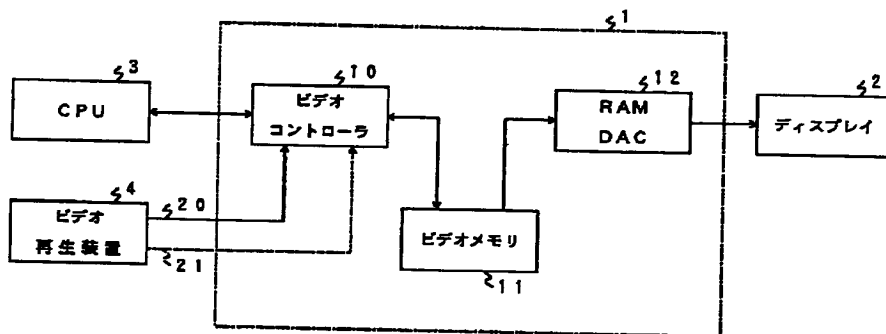 1
3
CPU
10
ビデオ
コントローラ
12
RAM
DAC
2
ディスプレイ
4
ビデオ
再生装置
20
21
ビデオメモリ
11